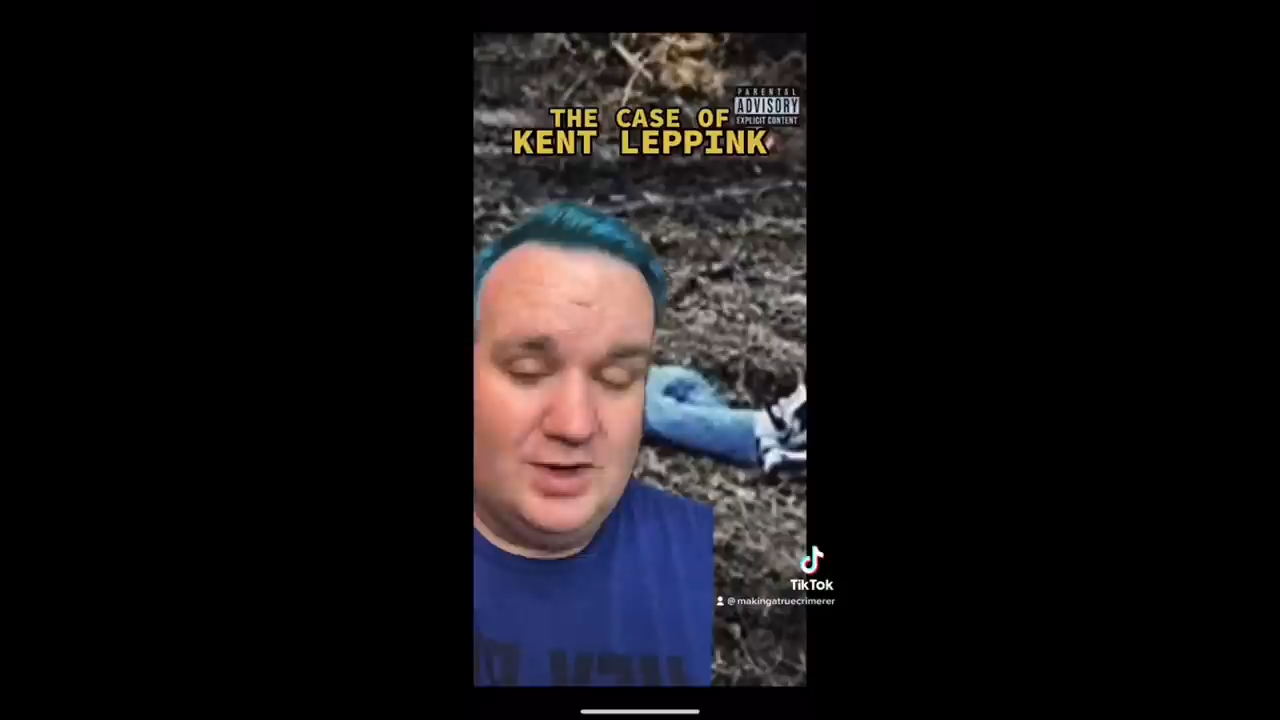 THE CASE OF
KENT LEPPINK
PARENTAL
ADVISORY
EXPLICIT CONTENT
TikTok
@makingatruecrimerer